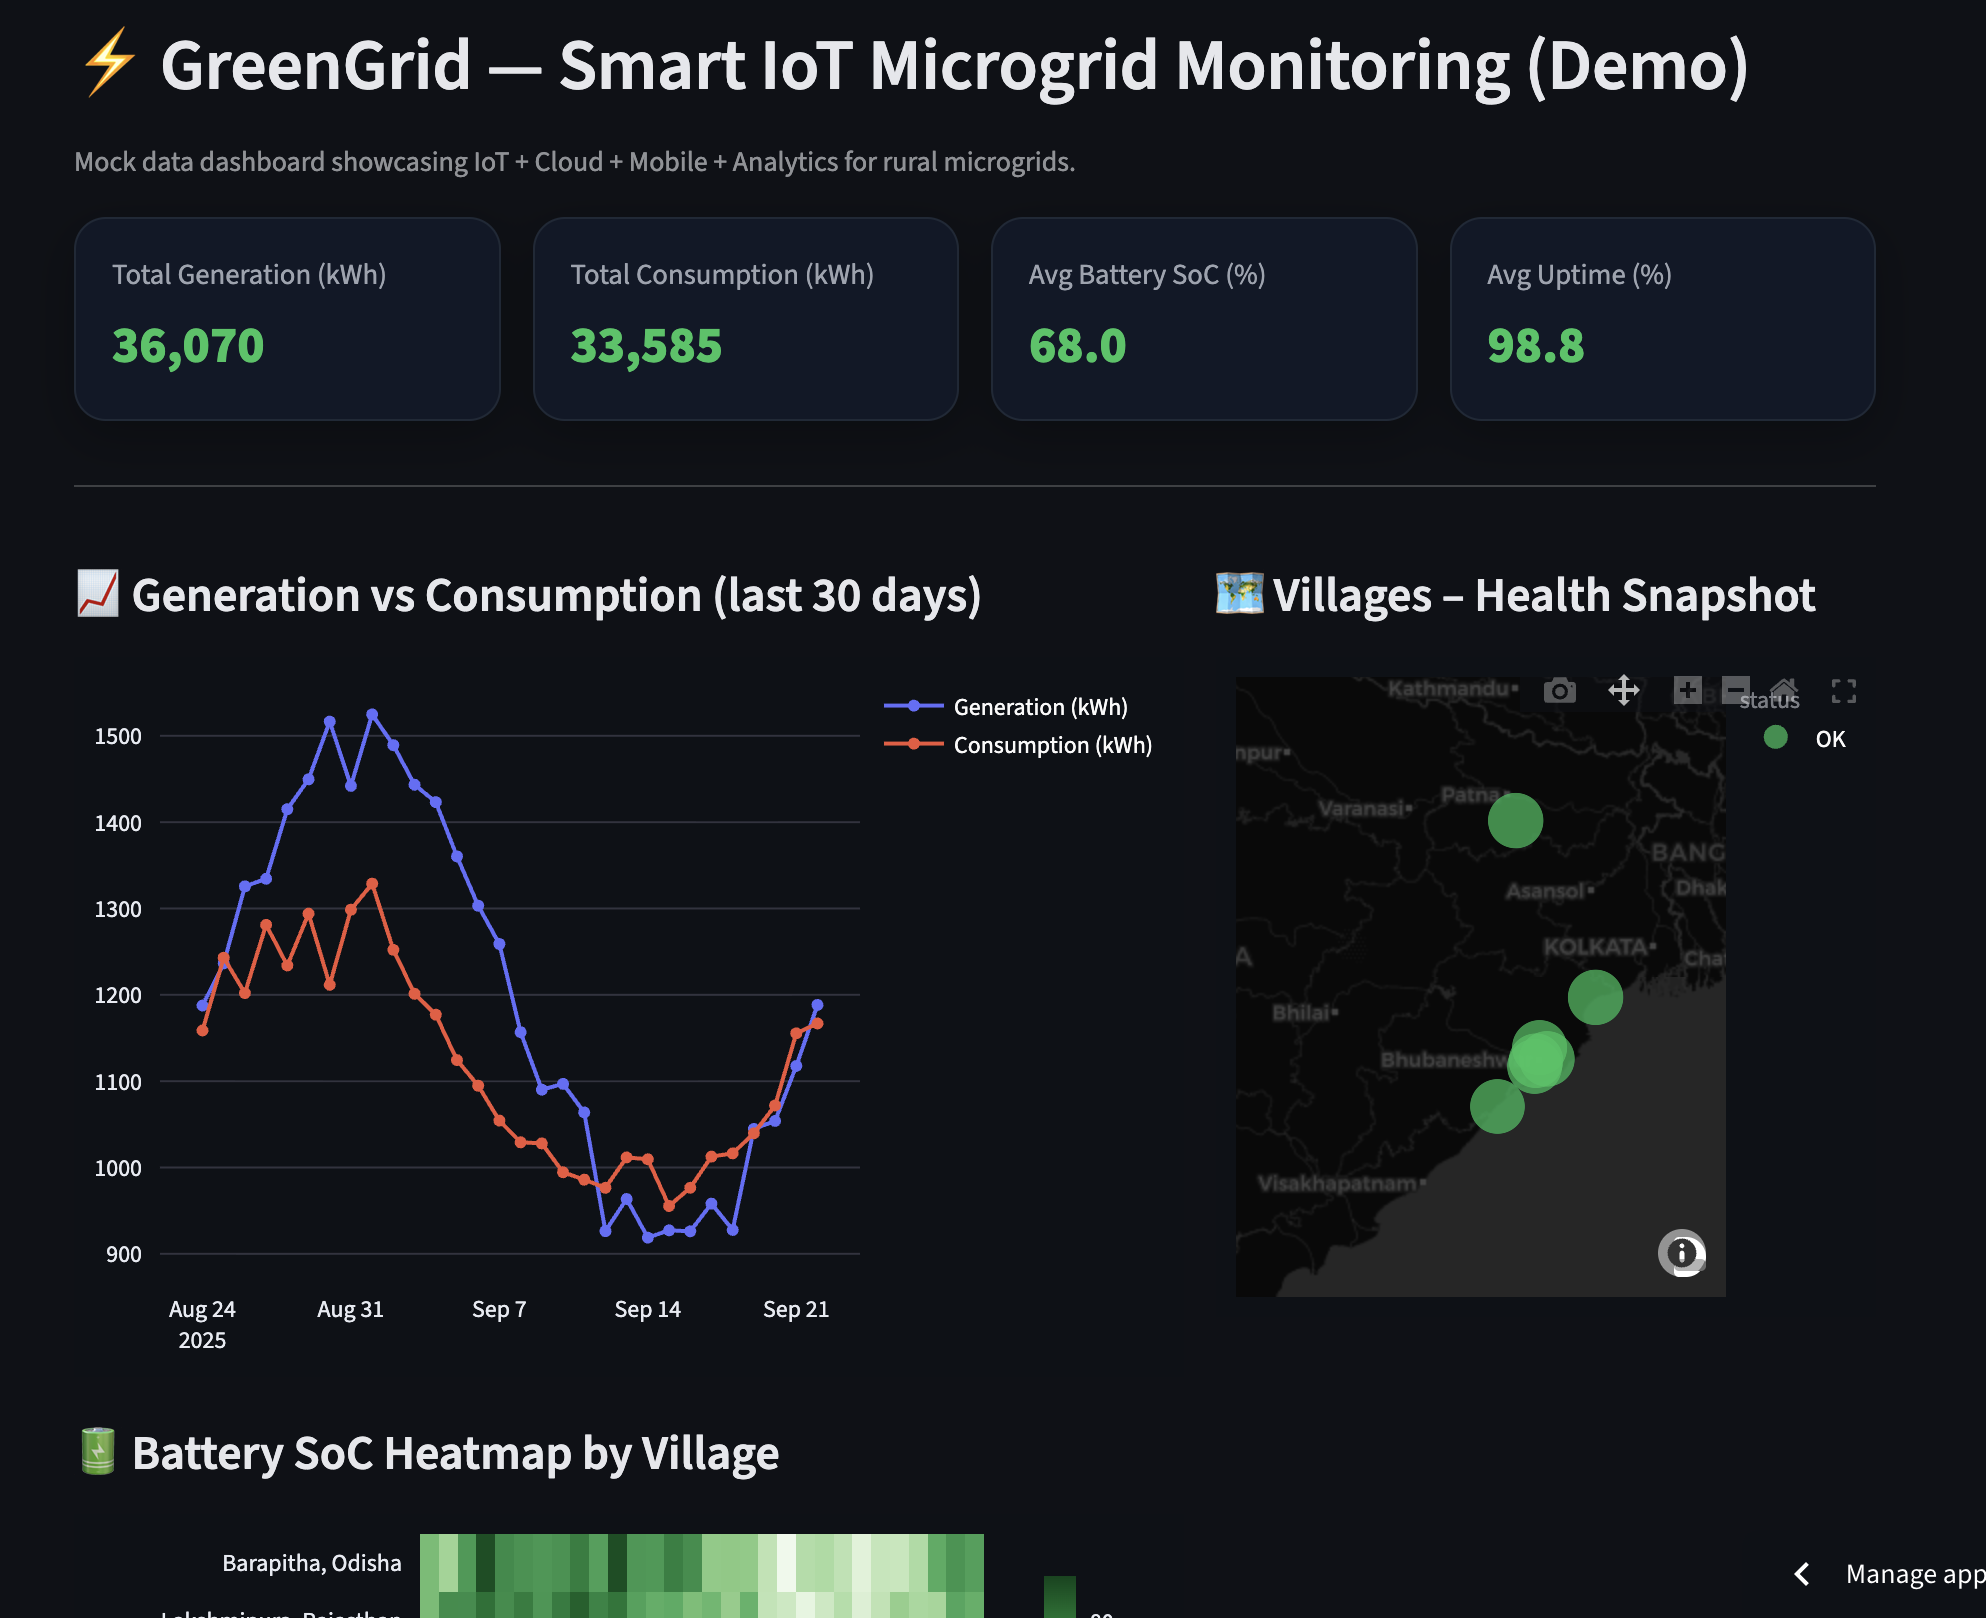 ⚡ GreenGrid — Smart IoT Microgrid Monitoring (Demo)
Mock data dashboard showcasing IoT + Cloud + Mobile + Analytics for rural microgrids.
Total Generation (kWh)
36,070
Total Consumption (kWh)
33,585
Avg Battery SoC (%)
68.0
Avg Uptime (%)
98.8
📈 Generation vs Consumption (last 30 days)
Generation (kWh)
Consumption (kWh)
1500
1400
1300
1200
1100
1000
900
Aug 24
2025
Aug 31
Sep 7
Sep 14
Sep 21
🗺️ Villages – Health Snapshot
status
OK
Kathmandu
npur
Patna
Varanasi
BANG
Asansol
Dhak
KOLKATA
A
Chat
Bhilai
Bhubaneshw
Visakhapatnam
🔋 Battery SoC Heatmap by Village
Barapitha, Odisha
Lakshmipura, Rajasthan
Manage app